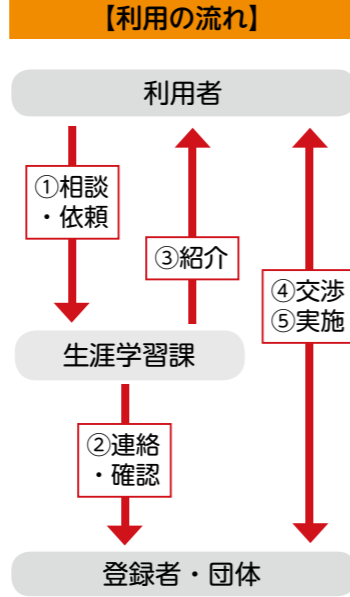 【利用の流れ】
利用者
①相談
・依頼
③紹介
④交渉
⑤実施
生涯学習課
②連絡
・確認
登録者・団体